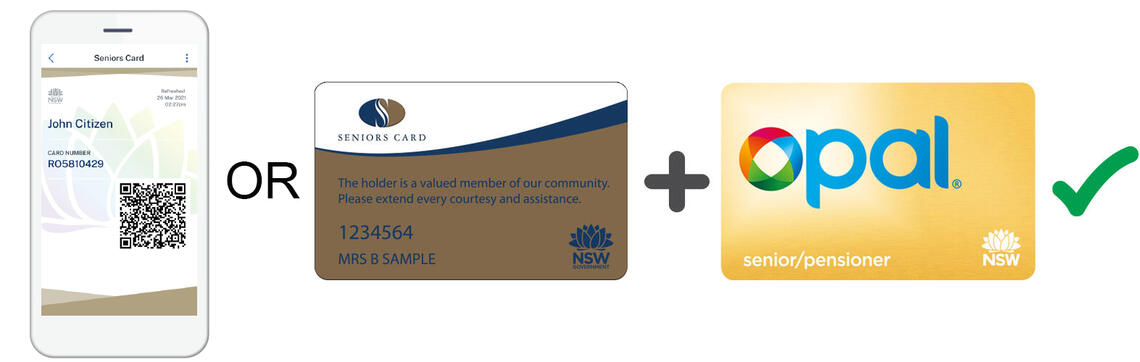 Seniors Card
NSW
Refreshed
26 Mar 2021
02:27pm
John Citizen
CARD NUMBER
RO5810429
OR
SENIORS CARD
The holder is a valued member of our community.
Please extend every courtesy and assistance.
1234564
MRS B SAMPLE
NSW
GOVERNMENT
opal®
senior/pensioner
NSW